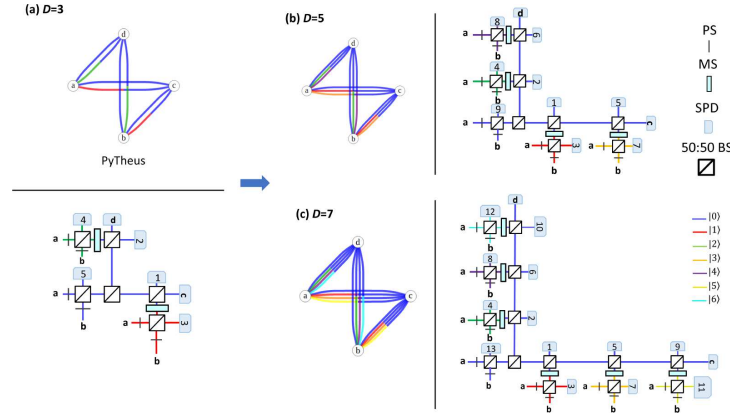 (a) D=3
d
a
c
b
PyTheus
4
d
a
2
b
5
1
a
c
b
a
3
b
(b) D=5
d
a
c
b
(c) D=7
d
a
c
b
d
8
a
6
b
4
a
2
b
9
1
5
a
c
b
a
3
a
7
b
b
d
12
a
10
b
8
a
6
b
4
a
2
b
13
1
5
9
a
c
b
a
3
a
7
a
11
b
b
b
PS
MS
SPD
50:50 BS
|0⟩
|1⟩
|2⟩
|3⟩
|4⟩
|5⟩
|6⟩